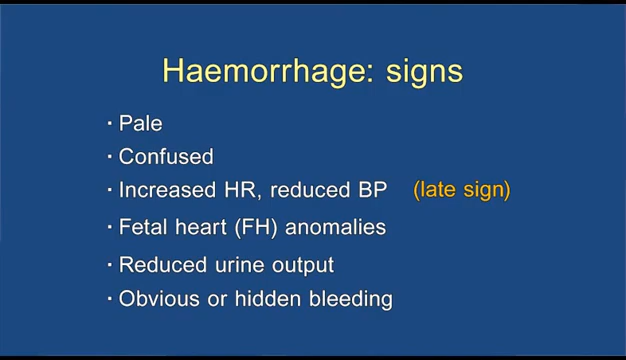 Haemorrhage: signs
· Pale
· Confused
· Increased HR, reduced BP (late sign)
· Fetal heart (FH) anomalies
· Reduced urine output
· Obvious or hidden bleeding